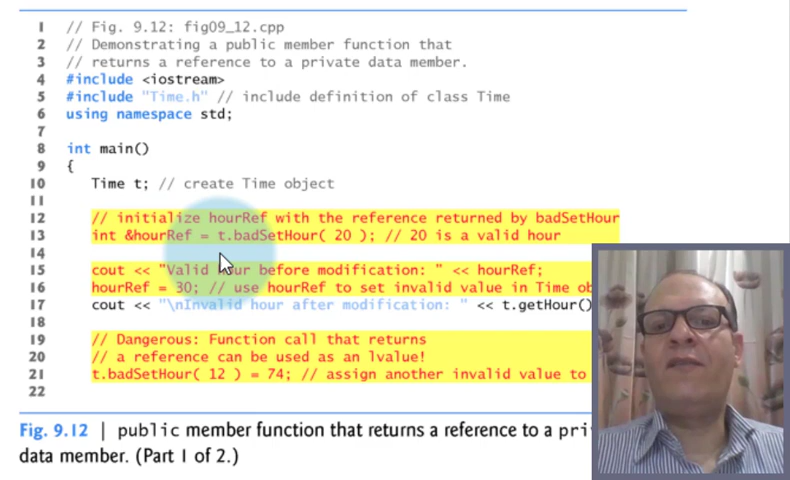 1 // Fig. 9.12: fig09_12.cpp
2 // Demonstrating a public member function that
3 // returns a reference to a private data member.
4 #include <iostream>
5 #include "Time.h" // include definition of class Time
6 using namespace std;
7
8 int main()
9 {
10 Time t; // create Time object
11
12 // initialize hourRef with the reference returned by badSetHour
13 int &hourRef = t.badSetHour( 20 ); // 20 is a valid hour
14
15 cout << "Valid hour before modification: " << hourRef;
16 hourRef = 30; // use hourRef to set invalid value in Time
17 cout << "\nInvalid hour after modification: " << t.getHour()
18
19 // Dangerous: Function call that returns
20 // a reference can be used as an lvalue!
21 t.badSetHour( 12 ) = 74; // assign another invalid value to
22
Fig. 9.12 | public member function that returns a reference to a
data member. (Part 1 of 2.)